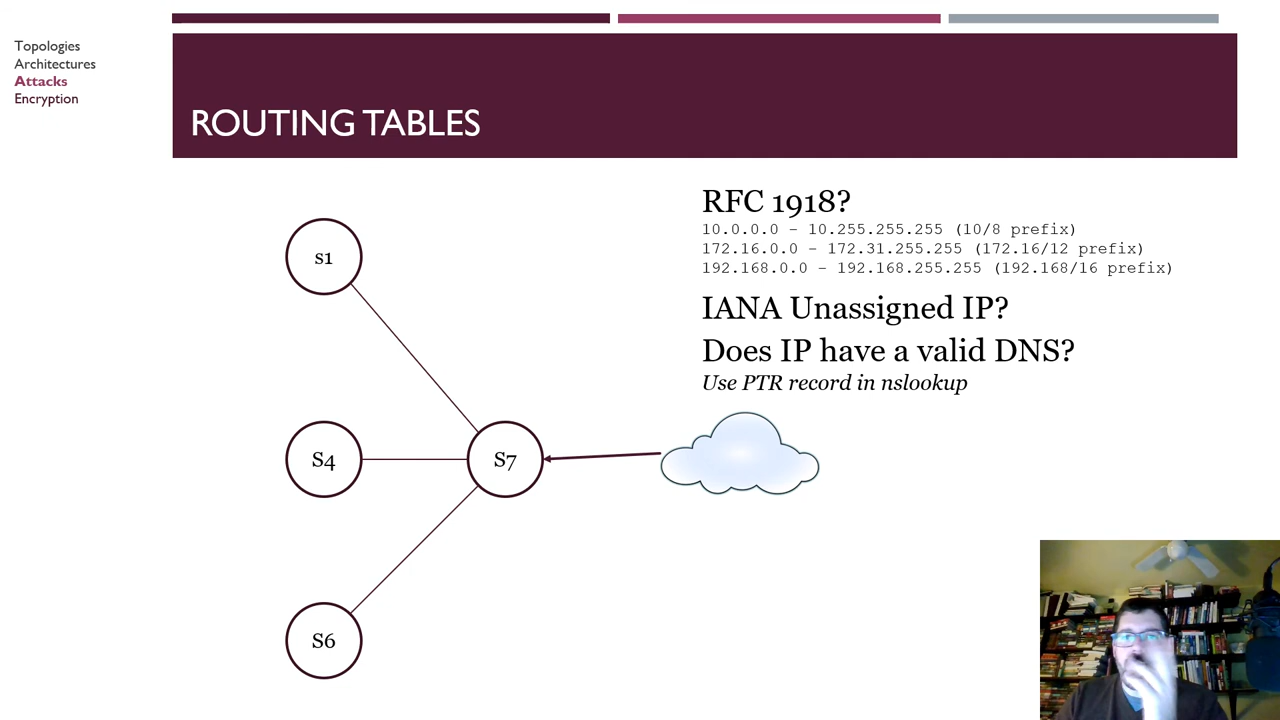 Topologies
Architectures
Attacks
Encryption
ROUTING TABLES
RFC 1918?
10.0.0.0 – 10.255.255.255 (10/8 prefix)
172.16.0.0 – 172.31.255.255 (172.16/12 prefix)
192.168.0.0 – 192.168.255.255 (192.168/16 prefix)
IANA Unassigned IP?
Does IP have a valid DNS?
Use PTR record in nslookup
s1
S4
S7
S6